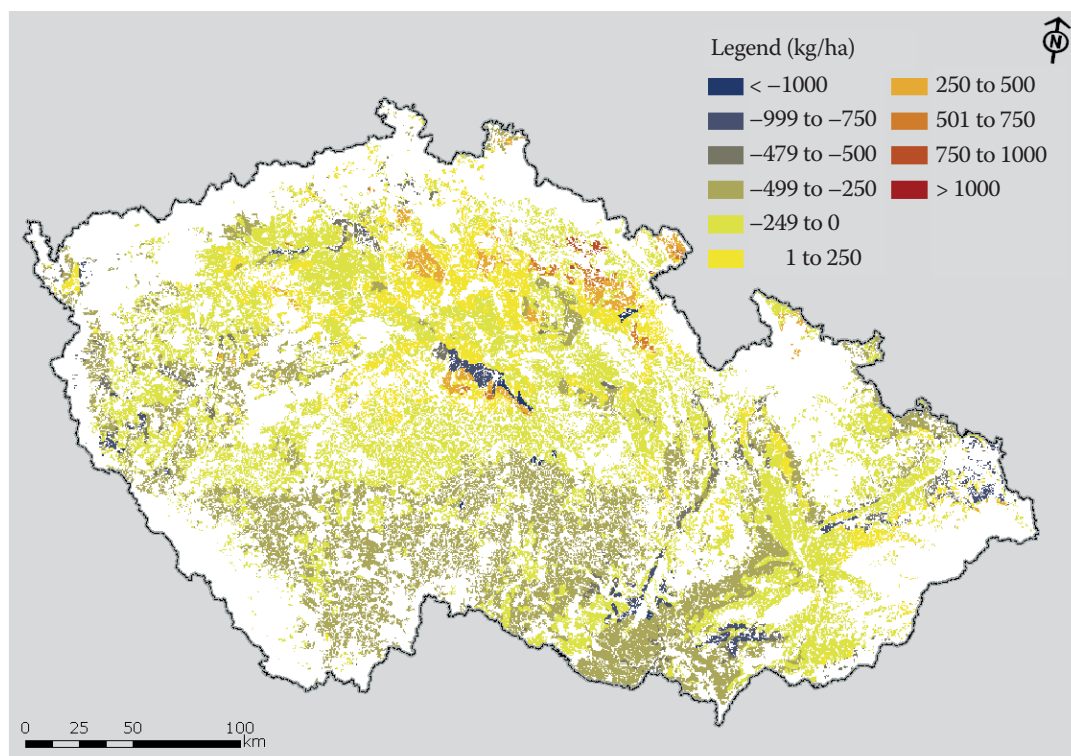 N
Legend (kg/ha)
< −1000
−999 to −750
−479 to −500
−499 to −250
−249 to 0
1 to 250
250 to 500
501 to 750
750 to 1000
> 1000
0 25 50 100
km